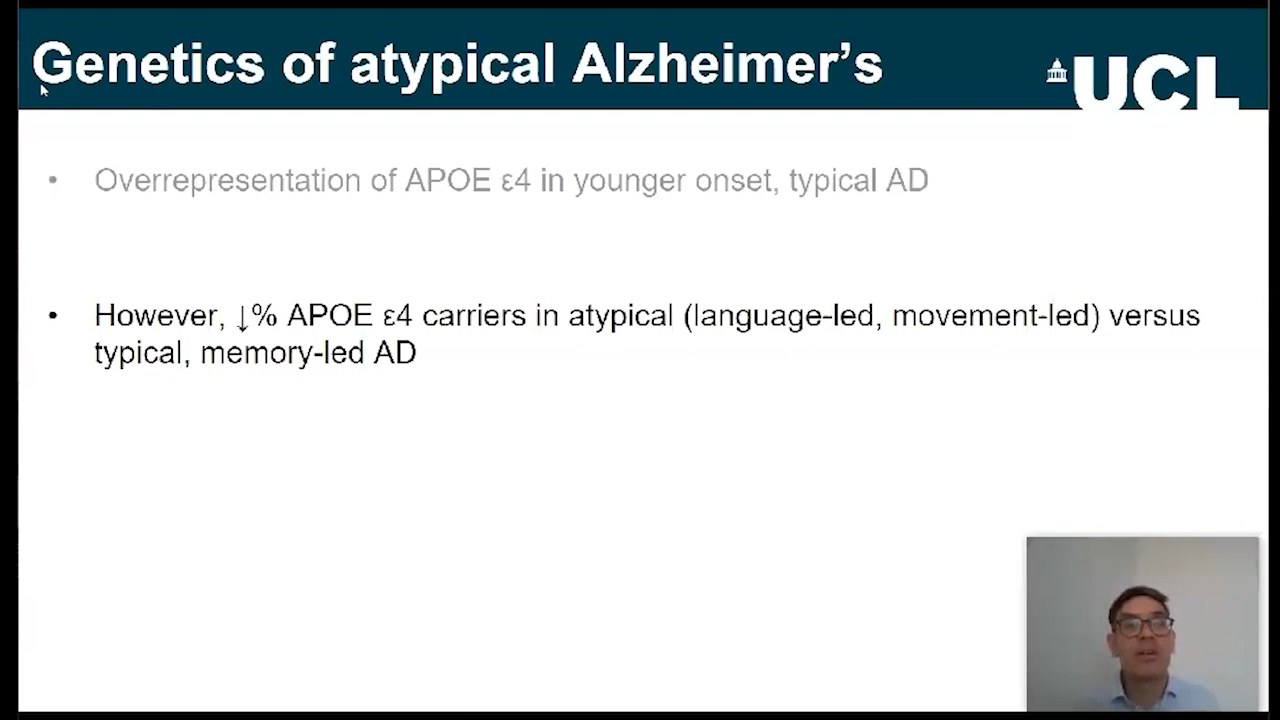 Genetics of atypical Alzheimer’s
UCL
• Overrepresentation of APOE ε4 in younger onset, typical AD
• However, ↓% APOE ε4 carriers in atypical (language-led, movement-led) versus
typical, memory-led AD